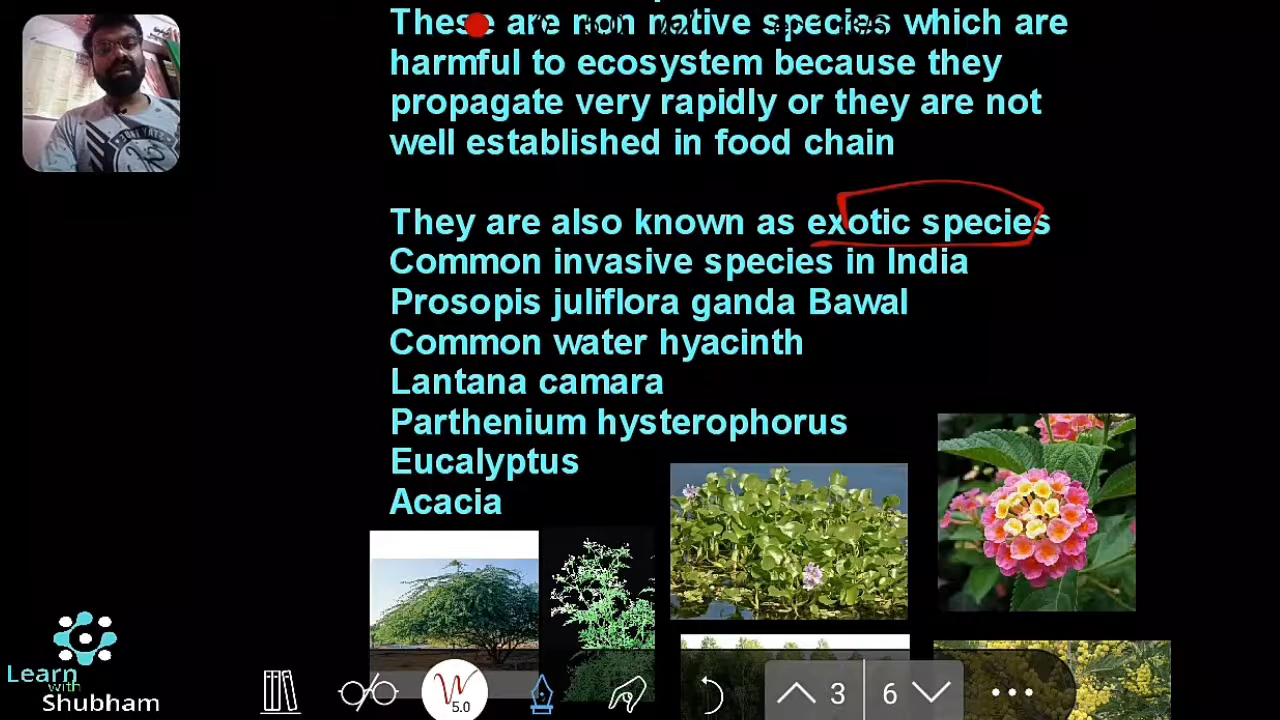 These are non native species which are
harmful to ecosystem because they
propagate very rapidly or they are not
well established in food chain
They are also known as exotic species
Common invasive species in India
Prosopis juliflora ganda Bawal
Common water hyacinth
Lantana camara
Parthenium hysterophorus
Eucalyptus
Acacia
Learn
with
Shubham
5.0
3
6